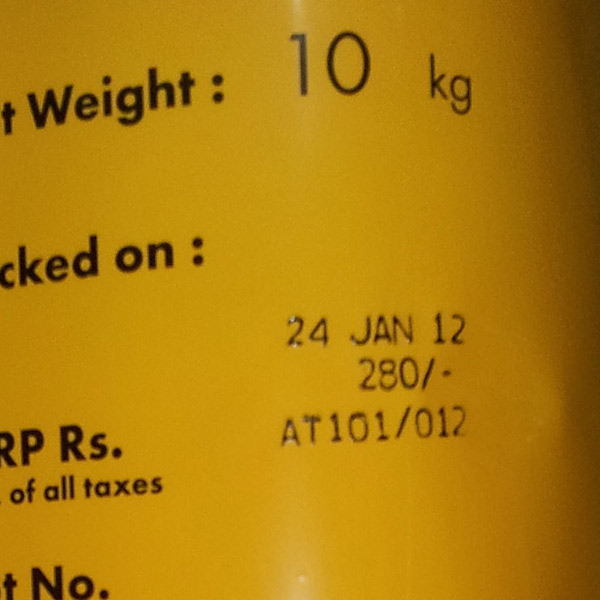 t Weight : 10 kg
cked on :
24 JAN 12
280/-
AT101/012
RP Rs.
of all taxes
t No.